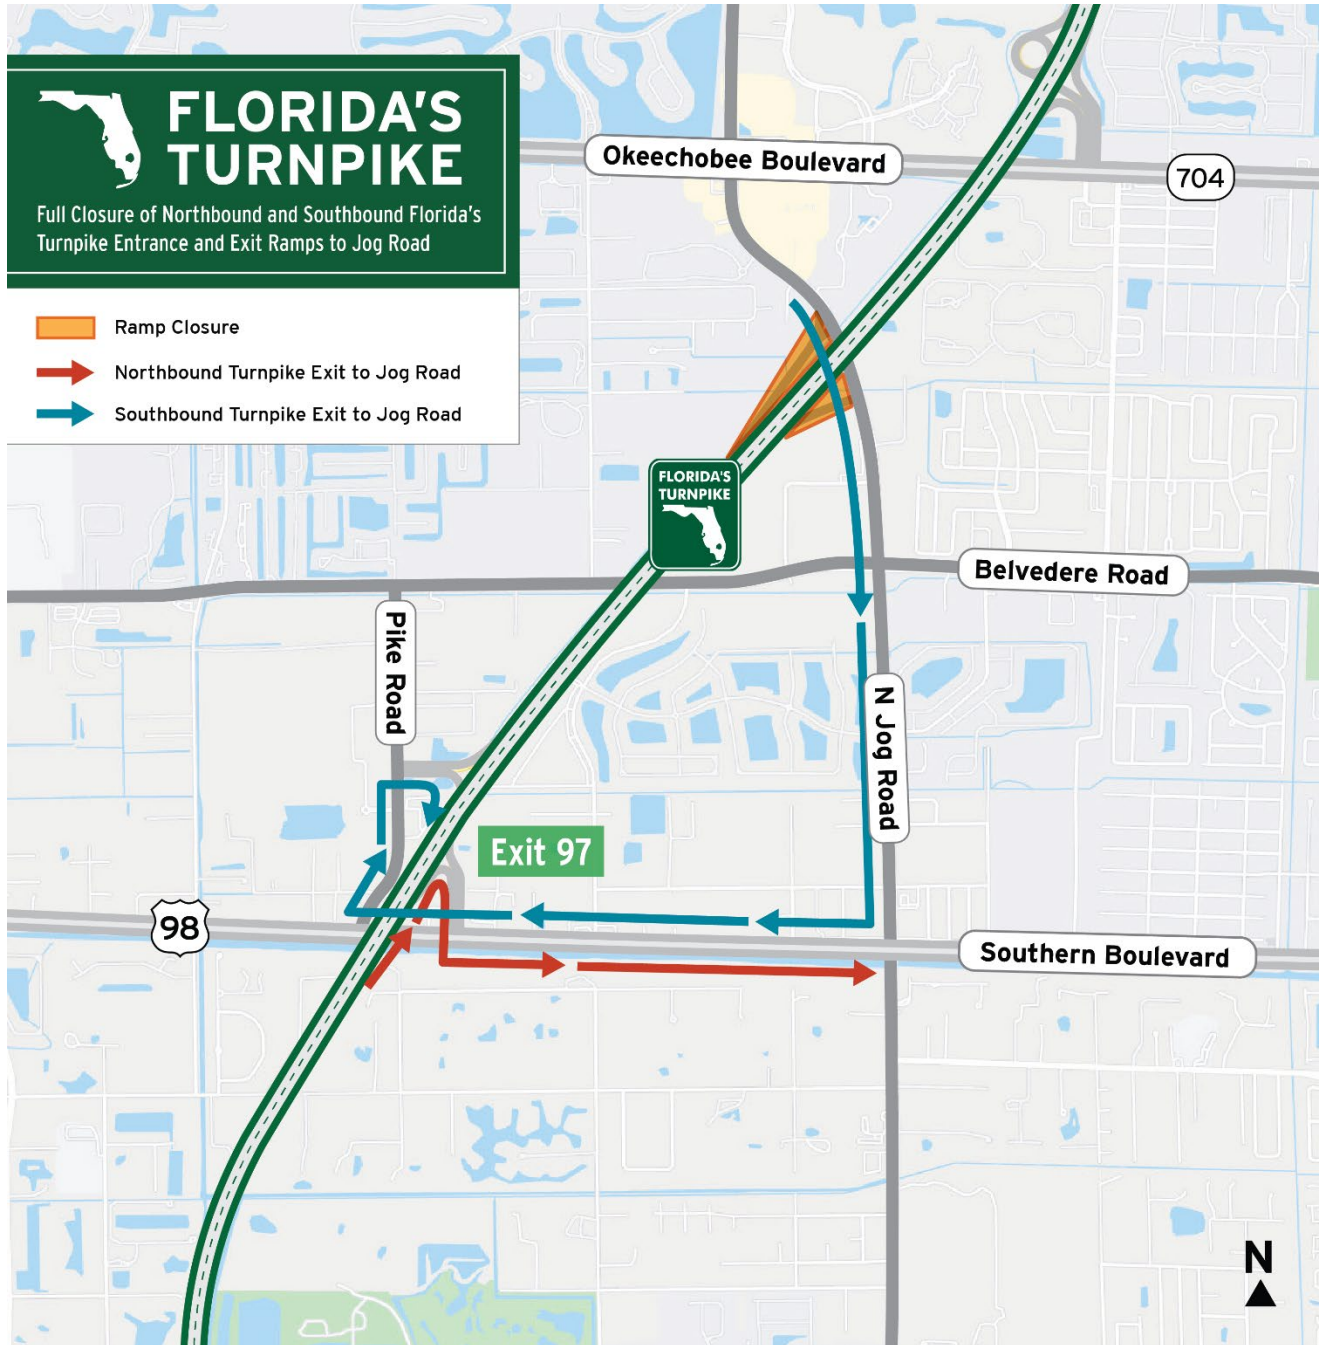 FLORIDA'S
TURNPIKE
Full Closure of Northbound and Southbound Florida's
Turnpike Entrance and Exit Ramps to Jog Road
Ramp Closure
Northbound Turnpike Exit to Jog Road
Southbound Turnpike Exit to Jog Road
Okeechobee Boulevard
704
FLORIDA'S
TURNPIKE
Belvedere Road
Pike Road
N Jog Road
Exit 97
98
Southern Boulevard
N